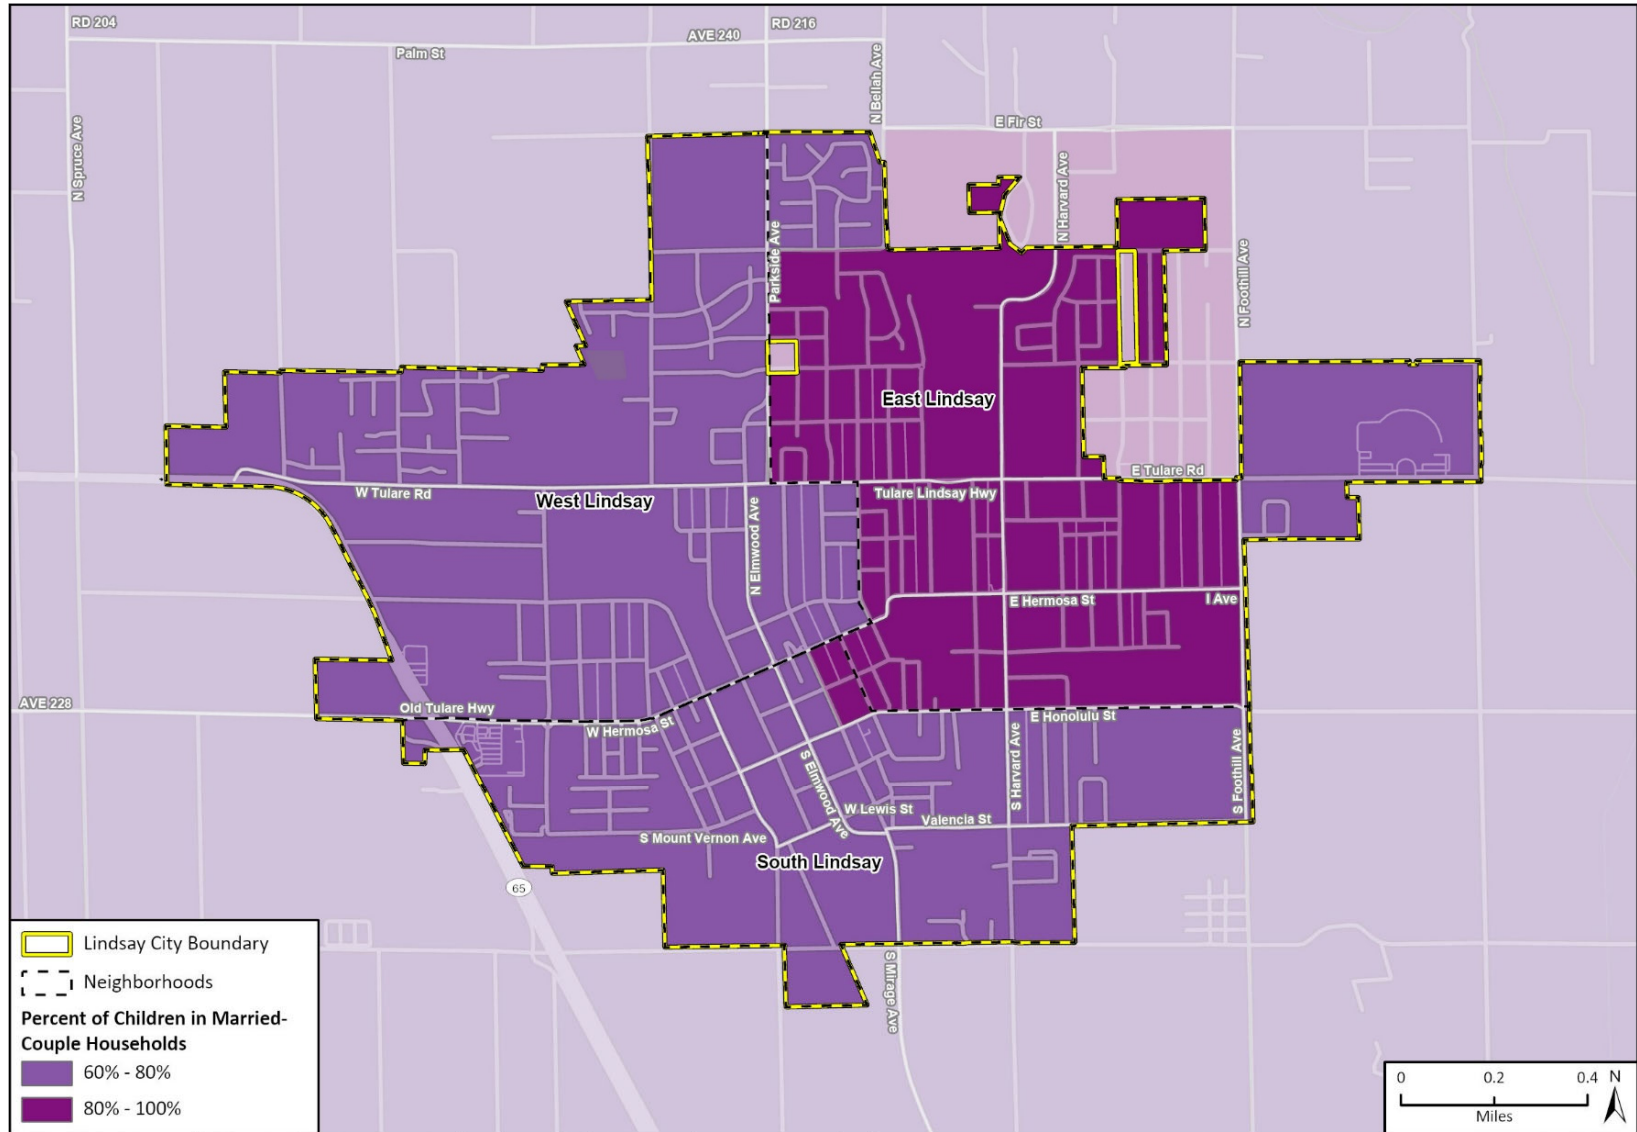 RD 204
RD 216
AVE 240
Palm St
N Bellah Ave
E Fir St
N Spruce Ave
N Harvard Ave
Parkside Ave
N Foothill Ave
East Lindsay
E Tulare Rd
W Tulare Rd
West Lindsay
Tulare Lindsay Hwy
N Elmwood Ave
E Hermosa St
I Ave
AVE 228
Old Tulare Hwy
W Hermosa St
E Honolulu St
S Harvard Ave
S Foothill Ave
S Elmwood Ave
W Lewis St
Valencia St
S Mount Vernon Ave
South Lindsay
65
S Mirage Ave
Lindsay City Boundary
Neighborhoods
Percent of Children in Married-
Couple Households
60% - 80%
80% - 100%
0 0.2 0.4
Miles
N